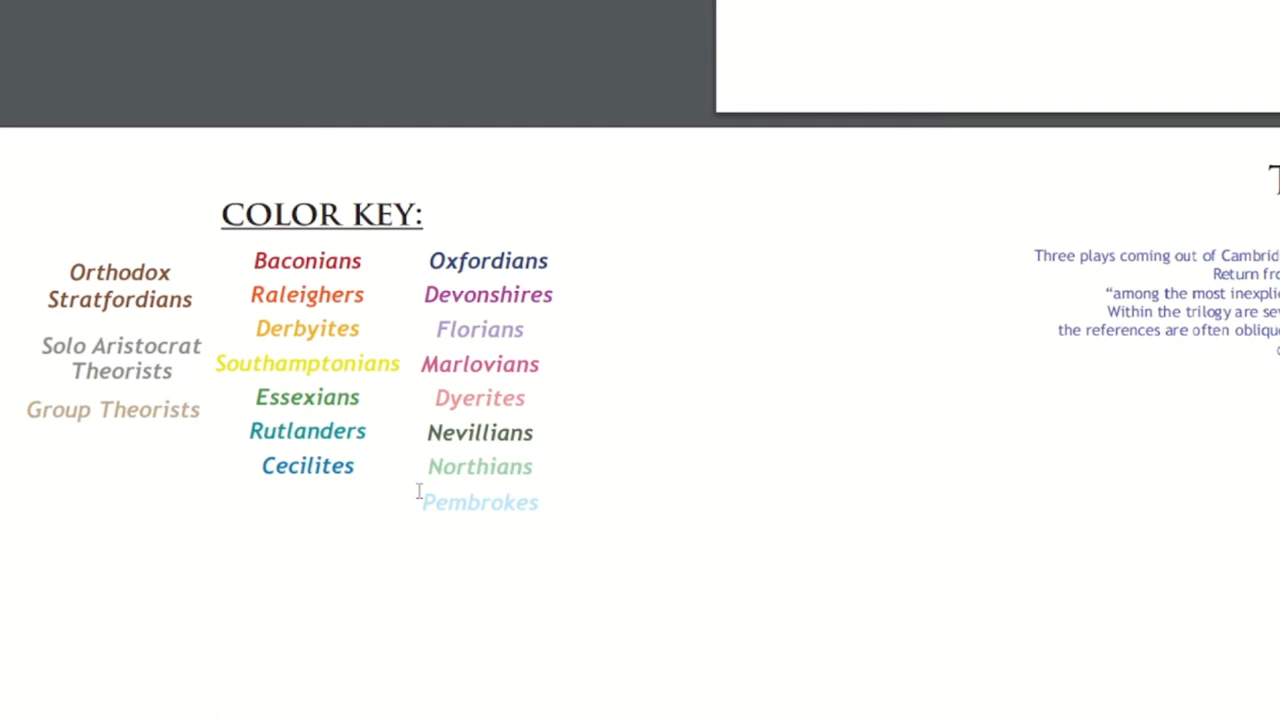 COLOR KEY:
Orthodox
Stratfordians
Solo Aristocrat
Theorists
Group Theorists
Baconians
Raleighers
Derbyites
Southamptonians
Essexians
Rutlanders
Cecilites
Oxfordians
Devonshires
Florians
Marlovians
Dyerites
Nevillians
Northians
Pembrokes
T
Three plays coming out of Cambrid
Return fro
“among the most inexplic
Within the trilogy are sev
the references are often oblique